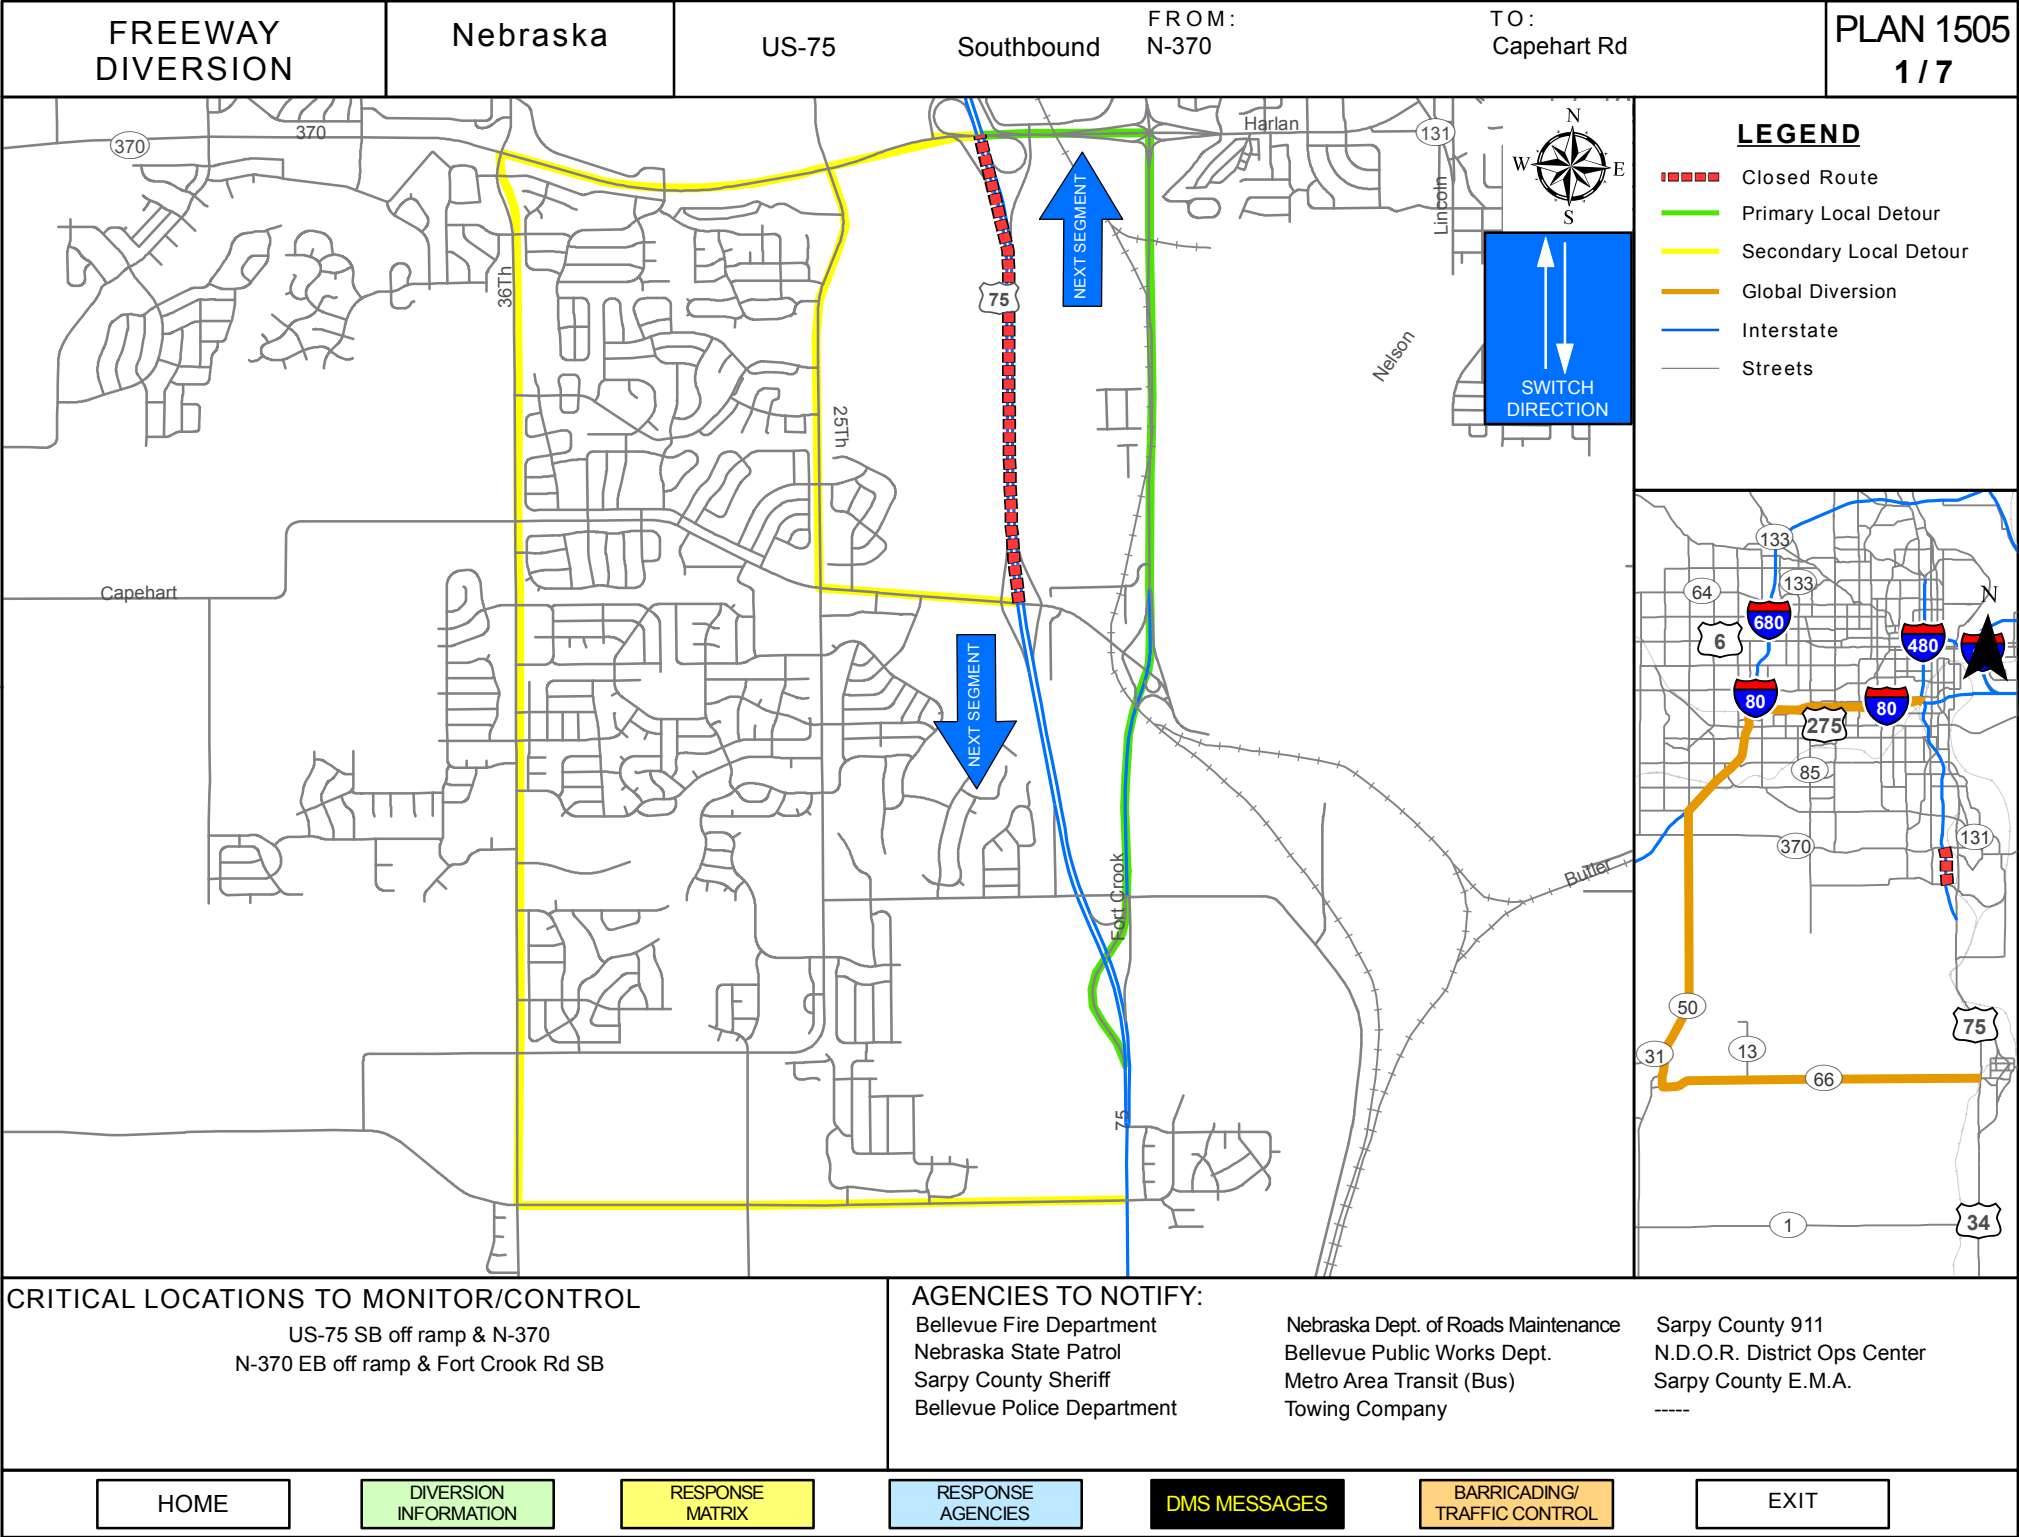 FREEWAY
DIVERSION
Nebraska
US-75
Southbound
FROM:
N-370
TO:
Capehart Rd
PLAN 1505
1 / 7
370
370
Harlan
131
Lincoln
N
W
E
S
36Th
NEXT SEGMENT
75
Nelson
SWITCH
DIRECTION
25Th
Capehart
NEXT SEGMENT
Fort Crook
Butler
75
LEGEND
Closed Route
Primary Local Detour
Secondary Local Detour
Global Diversion
Interstate
Streets
133
133
64
N
680
6
480
80
80
275
85
131
370
50
75
31
13
66
1
34
CRITICAL LOCATIONS TO MONITOR/CONTROL
US-75 SB off ramp & N-370
N-370 EB off ramp & Fort Crook Rd SB
AGENCIES TO NOTIFY:
Bellevue Fire Department
Nebraska State Patrol
Sarpy County Sheriff
Bellevue Police Department
Nebraska Dept. of Roads Maintenance
Bellevue Public Works Dept.
Metro Area Transit (Bus)
Towing Company
Sarpy County 911
N.D.O.R. District Ops Center
Sarpy County E.M.A.
-----
HOME
DIVERSION
INFORMATION
RESPONSE
MATRIX
RESPONSE
AGENCIES
DMS MESSAGES
BARRICADING/
TRAFFIC CONTROL
EXIT